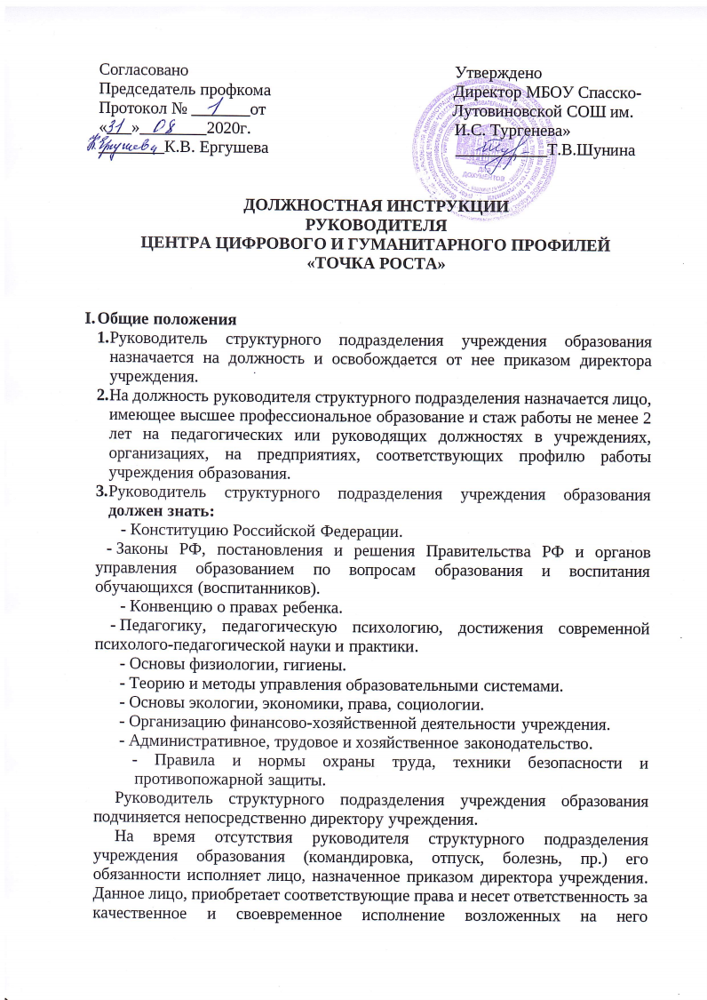 Согласовано
Председатель профкома
Протокол № 1 от
«31» 08 2020г.
К.Ергушева К.В. Ергушева
Утверждено
Директор МБОУ Спасско-
Лутовиновской СОШ им.
И.С. Тургенева»
Т.В.Шунина
ДЛЯ
ДОКУМЕНТОВ
ДОЛЖНОСТНАЯ ИНСТРУКЦИИ
РУКОВОДИТЕЛЯ
ЦЕНТРА ЦИФРОВОГО И ГУМАНИТАРНОГО ПРОФИЛЕЙ
«ТОЧКА РОСТА»
I. Общие положения
1.Руководитель структурного подразделения учреждения образования
назначается на должность и освобождается от нее приказом директора
учреждения.
2.На должность руководителя структурного подразделения назначается лицо,
имеющее высшее профессиональное образование и стаж работы не менее 2
лет на педагогических или руководящих должностях в учреждениях,
организациях, на предприятиях, соответствующих профилю работы
учреждения образования.
3.Руководитель структурного подразделения учреждения образования
должен знать:
- Конституцию Российской Федерации.
- Законы РФ, постановления и решения Правительства РФ и органов
управления образованием по вопросам образования и воспитания
обучающихся (воспитанников).
- Конвенцию о правах ребенка.
- Педагогику, педагогическую психологию, достижения современной
психолого-педагогической науки и практики.
- Основы физиологии, гигиены.
- Теорию и методы управления образовательными системами.
- Основы экологии, экономики, права, социологии.
- Организацию финансово-хозяйственной деятельности учреждения.
- Административное, трудовое и хозяйственное законодательство.
- Правила и нормы охраны труда, техники безопасности и
противопожарной защиты.
Руководитель структурного подразделения учреждения образования
подчиняется непосредственно директору учреждения.
На время отсутствия руководителя структурного подразделения
учреждения образования (командировка, отпуск, болезнь, пр.) его
обязанности исполняет лицо, назначенное приказом директора учреждения.
Данное лицо, приобретает соответствующие права и несет ответственность за
качественное и своевременное исполнение возложенных на него